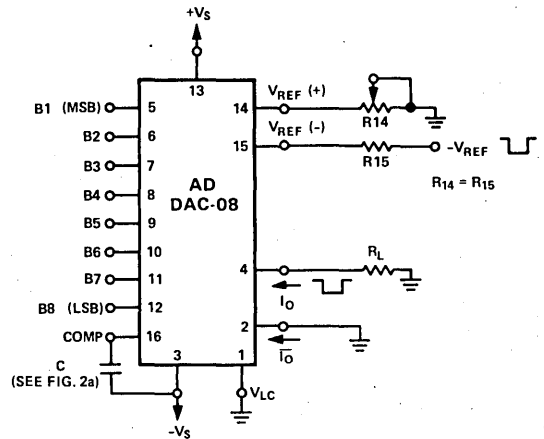 +VS
13
B1 (MSB) 5
B2 6
B3 7
B4 8
B5 9
B6 10
B7 11
B8 (LSB) 12
COMP 16
C
(SEE FIG. 2a)
AD
DAC-08
14 VREF (+)
R14
15 VREF (-)
R15
-VREF
R14 = R15
4
RL
IO
2
IO
3
1
VLC
-VS